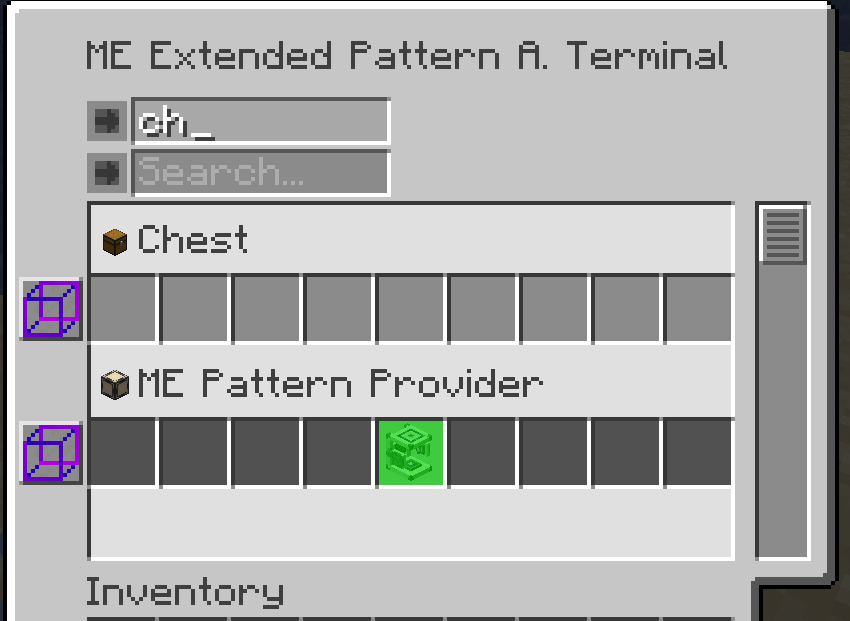 ME Extended Pattern A. Terminal
ch_
Search...
Chest
ME Pattern Provider
Inventory